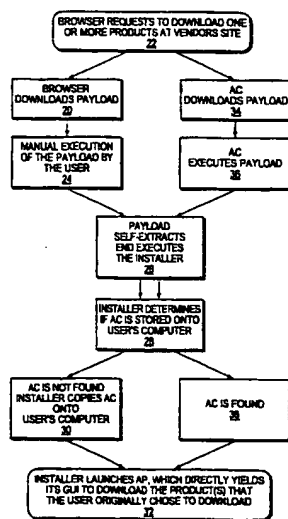 BROWSER REQUESTS TO DOWNLOAD ONE
OR MORE PRODUCTS AT VENDORS SITE
22
BROWSER
DOWNLOADS PAYLOAD
20
AC
DOWNLOADS PAYLOAD
34
MANUAL EXECUTION
OF THE PAYLOAD BY
THE USER
24
AC
EXECUTES PAYLOAD
36
PAYLOAD
SELF-EXTRACTS
END EXECUTES
THE INSTALLER
26
INSTALLER DETERMINES
IF AC IS STORED ONTO
USER'S COMPUTER
28
AC IS NOT FOUND
INSTALLER COPIES AC
ONTO
USER'S COMPUTER
30
AC IS FOUND
38
INSTALLER LAUNCHES AP, WHICH DIRECTLY YIELDS
ITS GUI TO DOWNLOAD THE PRODUCT(S) THAT
THE USER ORIGINALLY CHOSE TO DOWNLOAD
32